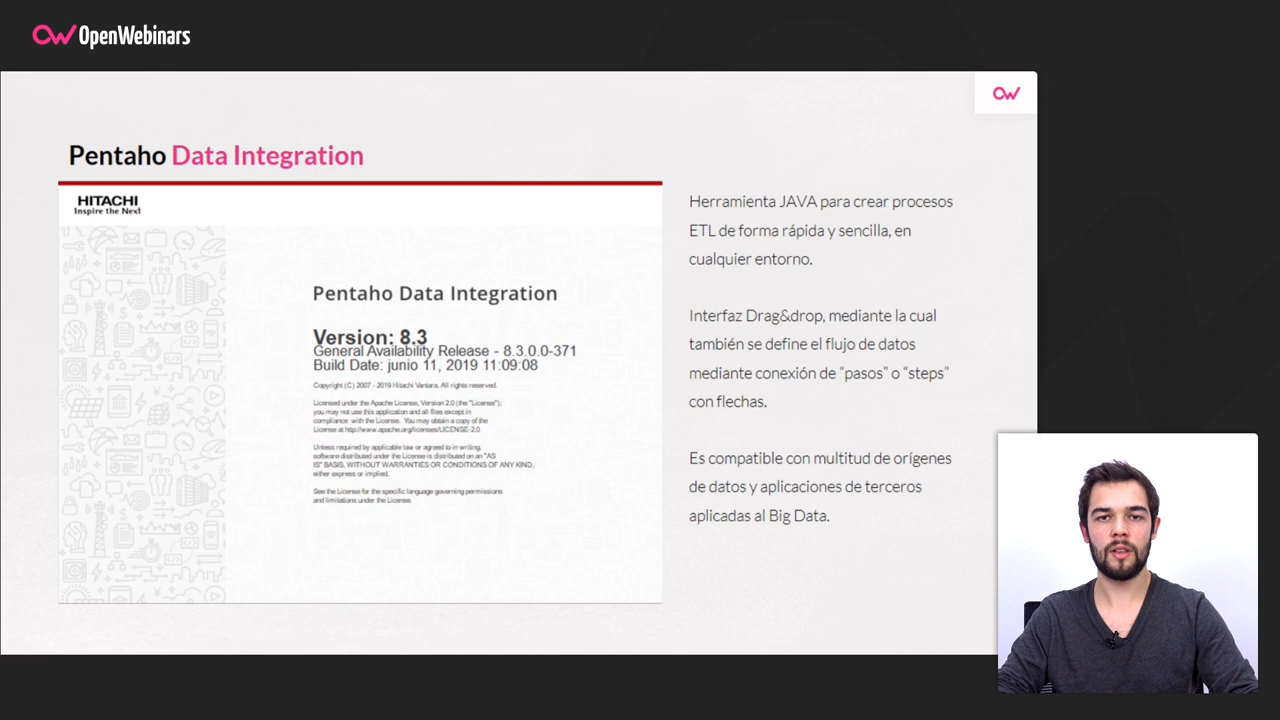 OpenWebinars
Pentaho Data Integration
HITACHI
Inspire the Next
Pentaho Data Integration
Version: 8.3
General Availability Release - 8.3.0.0-371
Build Date: junio 11, 2019 11:09:08
Copyright (C) 2007 - 2019 Hitachi Vantara. All rights reserved.
Licensed under the Apache License, Version 2.0 (the "License");
you may not use this application and all files except in
compliance with the License. You may obtain a copy of the
License at http://www.apache.org/licenses/LICENSE-2.0
Unless required by applicable law or agreed to in writing,
software distributed under the License is distributed on an "AS
IS" BASIS, WITHOUT WARRANTIES OR CONDITIONS OF ANY KIND,
either express or implied.
See the License for the specific language governing permissions
and limitations under the License.
Herramienta JAVA para crear procesos
ETL de forma rápida y sencilla, en
cualquier entorno.
Interfaz Drag&drop, mediante la cual
también se define el flujo de datos
mediante conexión de “pasos” o “steps”
con flechas.
Es compatible con multitud de orígenes
de datos y aplicaciones de terceros
aplicadas al Big Data.